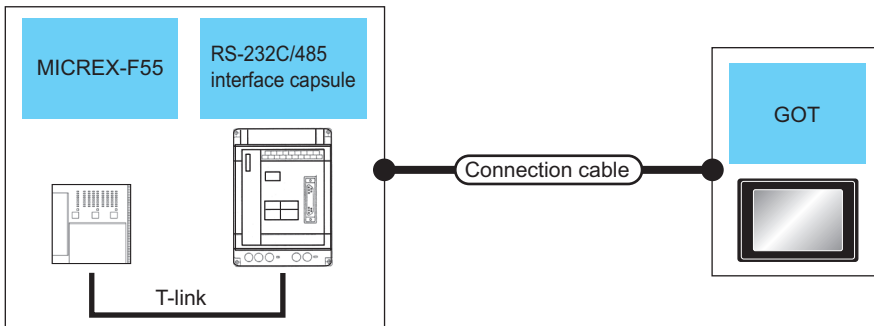 MICREX-F55
RS-232C/485
interface capsule
GOT
Connection cable
T-link